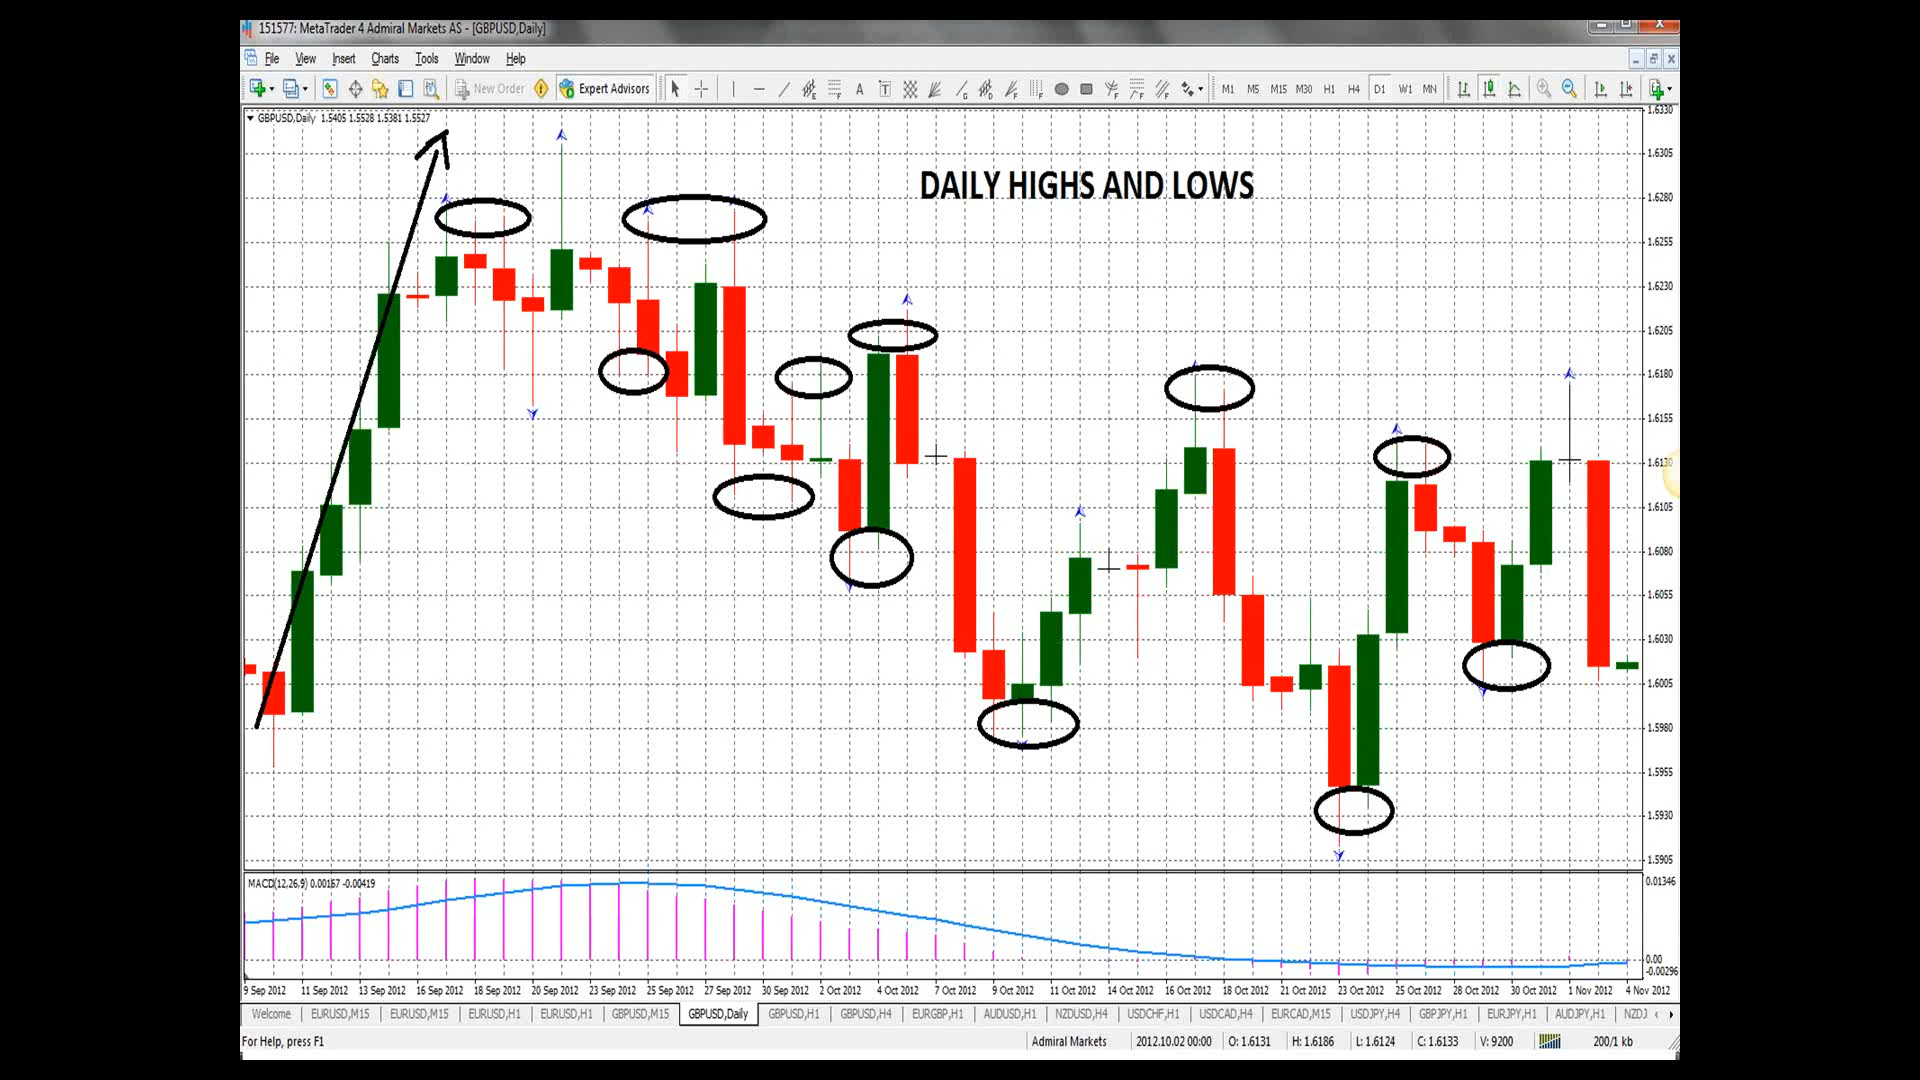 151577: MetaTrader 4 Admiral Markets AS - [GBPUSD,Daily]
File View Insert Charts Tools Window Help
New Order Expert Advisors A T M1 M5 M15 M30 H1 H4 D1 W1 MN
GBPUSD,Daily 1.5405 1.5528 1.5381 1.5527
DAILY HIGHS AND LOWS
1.6330
1.6305
1.6280
1.6255
1.6230
1.6205
1.6180
1.6155
1.6130
1.6105
1.6080
1.6055
1.6030
1.6005
1.5980
1.5955
1.5930
1.5905
MACD(12,26,9) 0.00167 -0.00419
0.01346
0.00
-0.00296
9 Sep 2012 11 Sep 2012 13 Sep 2012 16 Sep 2012 18 Sep 2012 20 Sep 2012 23 Sep 2012 25 Sep 2012 27 Sep 2012 30 Sep 2012 2 Oct 2012 4 Oct 2012 7 Oct 2012 9 Oct 2012 11 Oct 2012 14 Oct 2012 16 Oct 2012 18 Oct 2012 21 Oct 2012 23 Oct 2012 25 Oct 2012 28 Oct 2012 30 Oct 2012 1 Nov 2012 4 Nov 2012
Welcome EURUSD,M15 EURUSD,M15 EURUSD,H1 EURUSD,H1 GBPUSD,M15 GBPUSD,Daily GBPUSD,H1 GBPUSD,H4 EURGBP,H1 AUDUSD,H1 NZDUSD,H4 USDCHF,H1 USDCAD,H4 EURCAD,M15 USDJPY,H4 GBPJPY,H1 EURJPY,H1 AUDJPY,H1 NZDJ
For Help, press F1 Admiral Markets 2012.10.02 00:00 O: 1.6131 H: 1.6186 L: 1.6124 C: 1.6133 V: 9200 200/1 kb